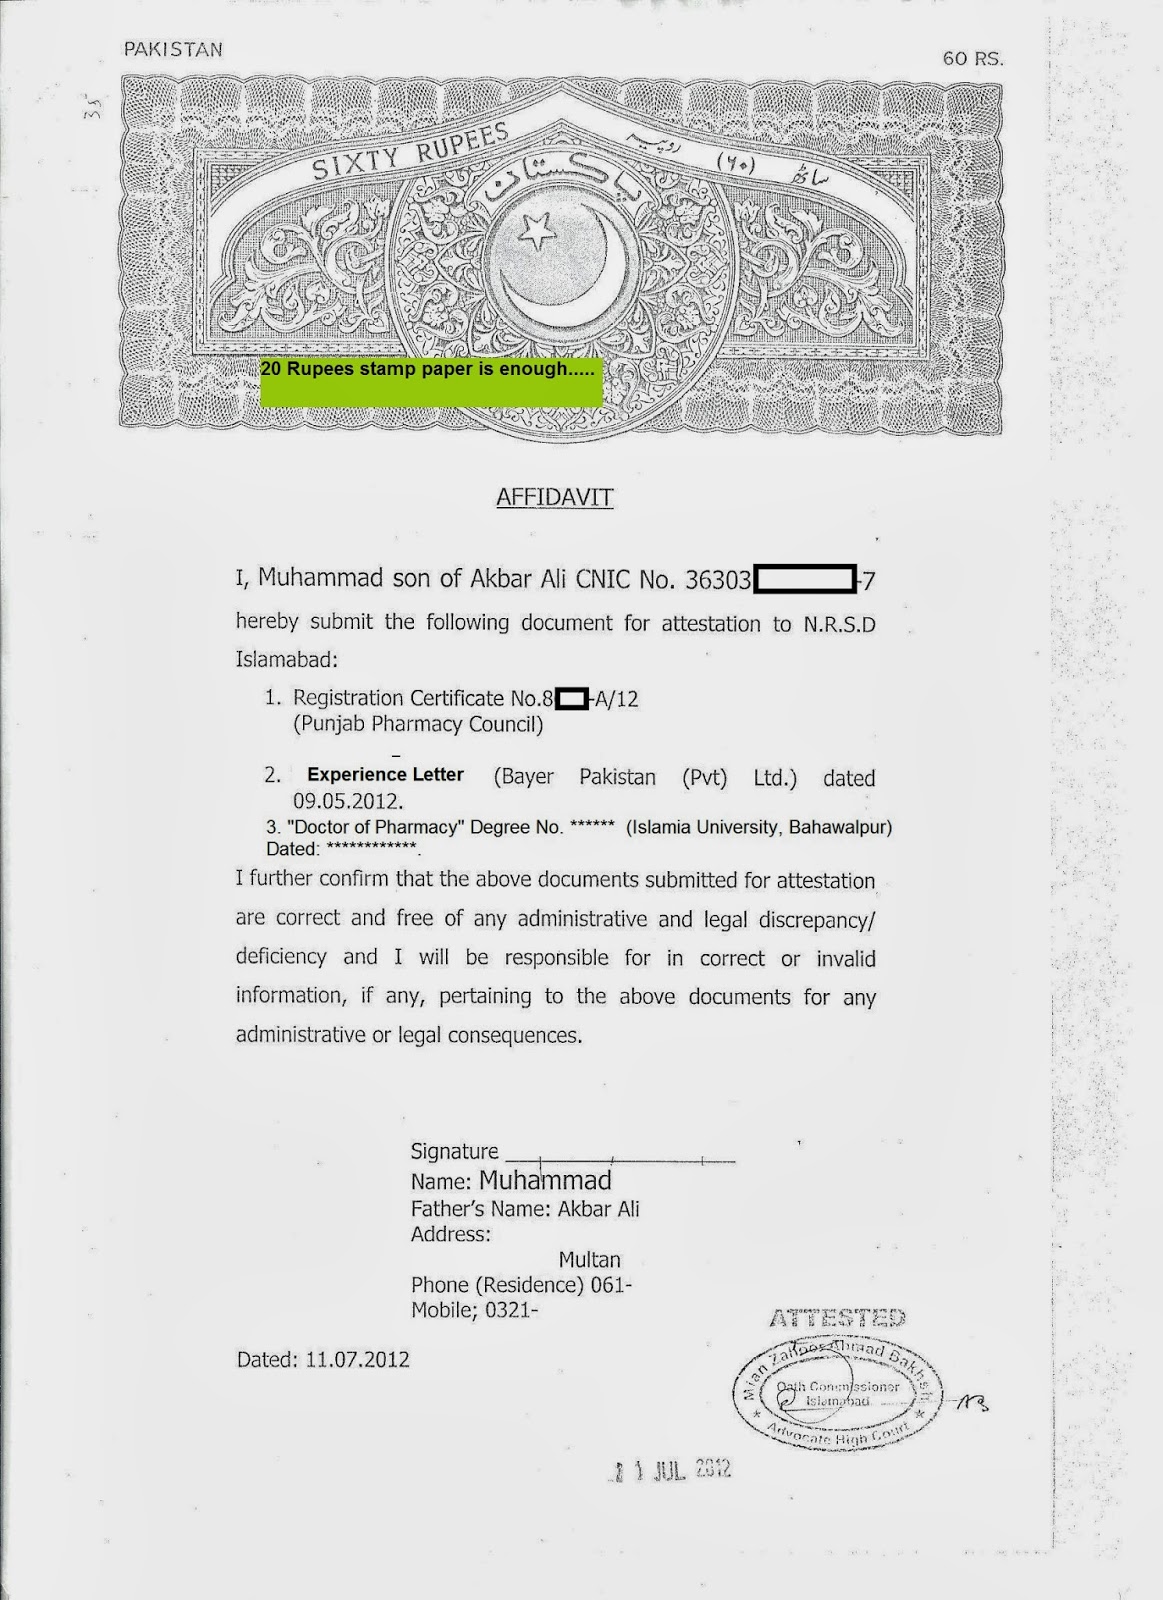 PAKISTAN
60 RS.
SIXTY RUPEES
ساٹھ (٦٠) روپیہ
پاکستان
20 Rupees stamp paper is enough.....
AFFIDAVIT
I, Muhammad son of Akbar Ali CNIC No. 36303 -7
hereby submit the following document for attestation to N.R.S.D
Islamabad:
1. Registration Certificate No.8 -A/12
(Punjab Pharmacy Council)
2. Experience Letter (Bayer Pakistan (Pvt) Ltd.) dated
09.05.2012.
3. "Doctor of Pharmacy" Degree No. ****** (Islamia University, Bahawalpur)
Dated: ************.
I further confirm that the above documents submitted for attestation
are correct and free of any administrative and legal discrepancy/
deficiency and I will be responsible for in correct or invalid
information, if any, pertaining to the above documents for any
administrative or legal consequences.
Signature
Name: Muhammad
Father's Name: Akbar Ali
Address:
Multan
Phone (Residence) 061-
Mobile; 0321-
Dated: 11.07.2012
ATTESTED
Mian Zahoor Ahmad Bakhsh
Oath Commissioner
Islamabad
Advocate High Court
11 JUL 2012